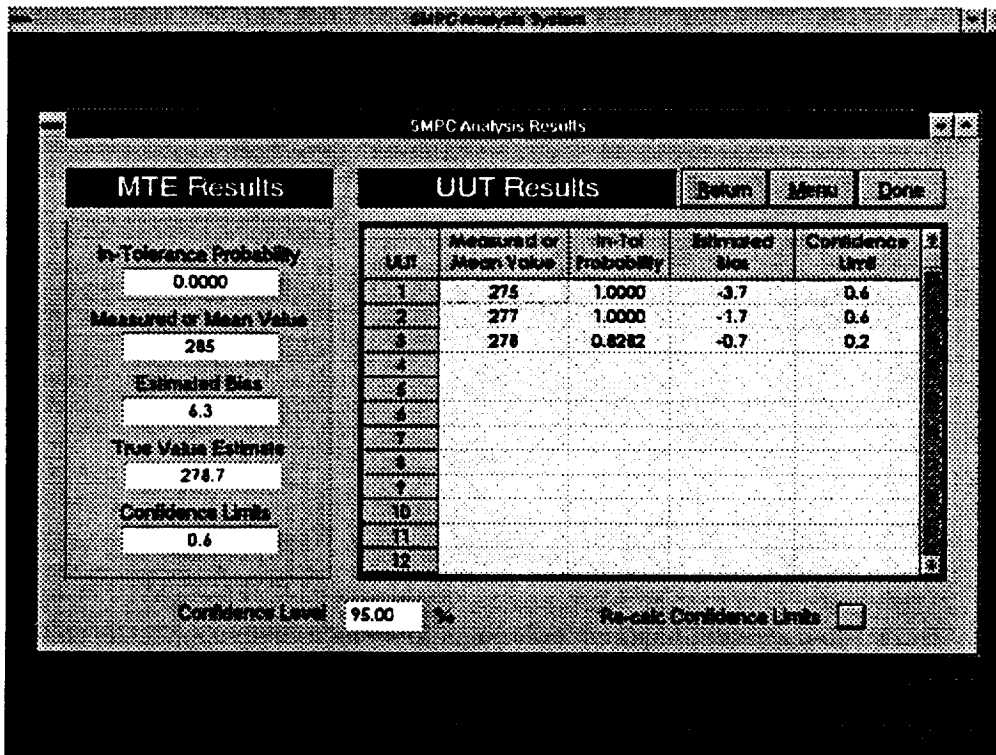 SMPC Analysis System
SMPC Analysis Results
MTE Results
In-Tolerance Probability
0.0000
Measured or Mean Value
285
Estimated Bias
6.3
True Value Estimate
278.7
Confidence Limits
0.6
UUT Results
Return Menu Done
UUT Measured or Mean Value In-Tol Probability Estimated Bias Confidence Limit
1 275 1.0000 -3.7 0.6
2 277 1.0000 -1.7 0.6
3 278 0.8282 -0.7 0.2
4
5
6
7
8
9
10
11
12
Confidence Level 95.00 %
Re-calc Confidence Limits